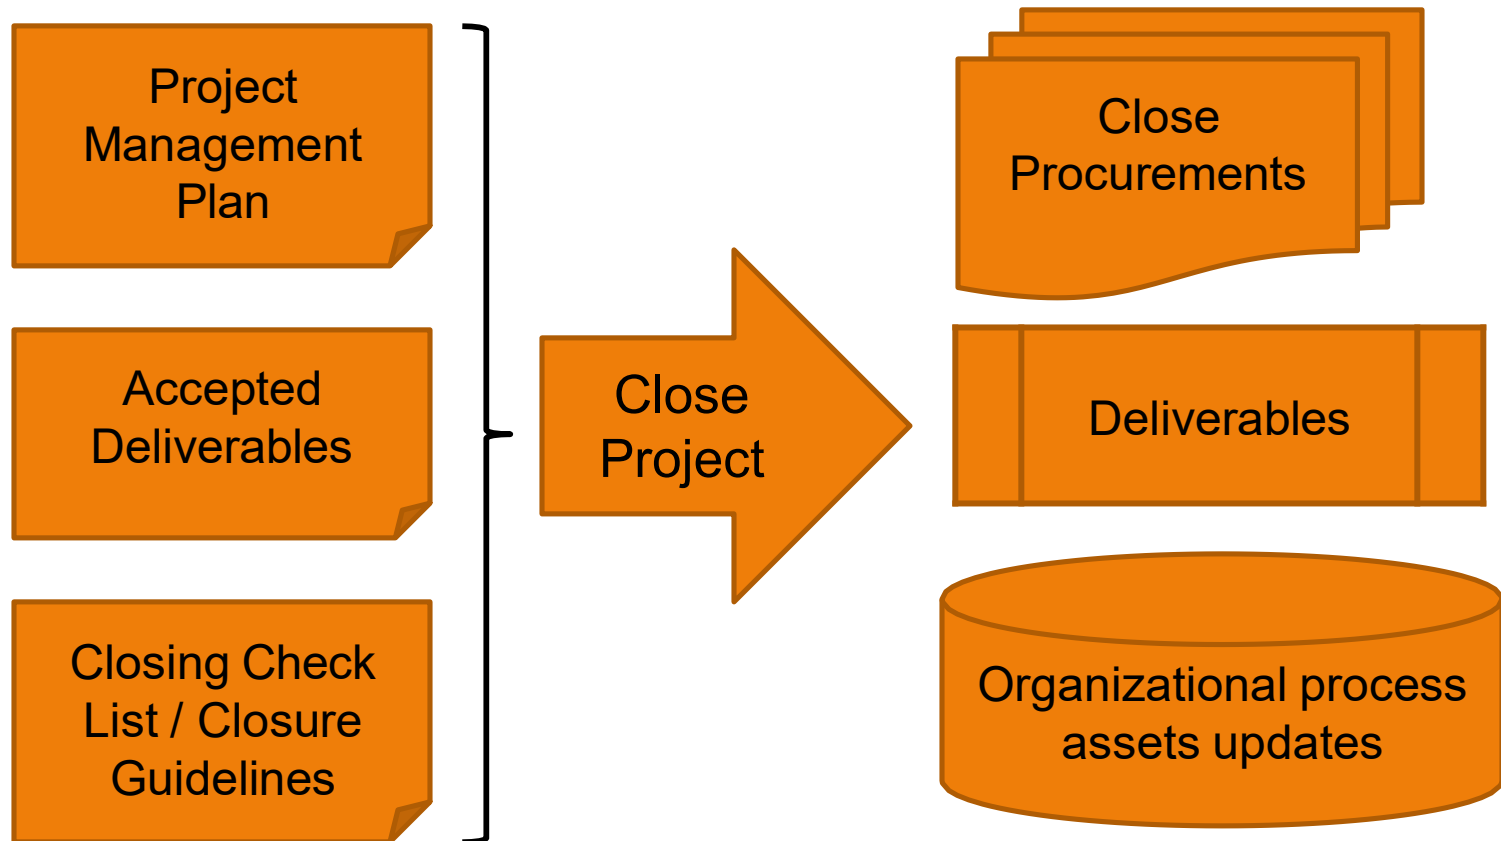 Project
Management
Plan
Accepted
Deliverables
Closing Check
List / Closure
Guidelines
Close
Project
Close
Procurements
Deliverables
Organizational process
assets updates